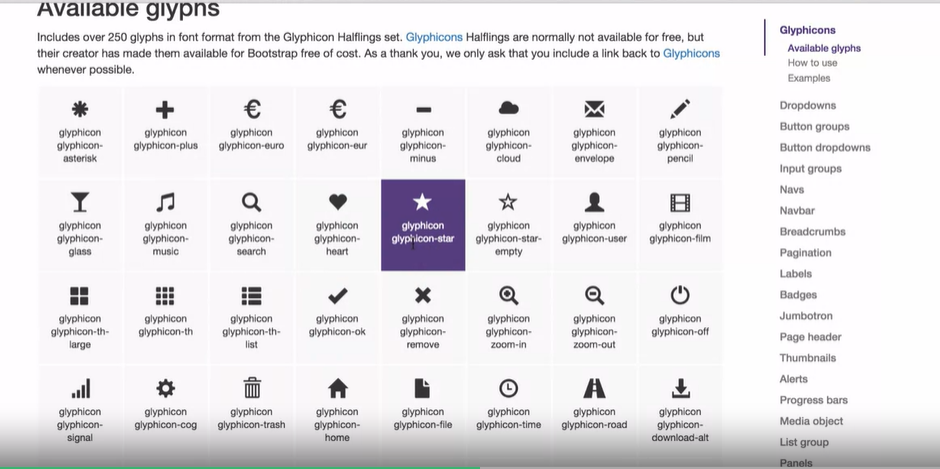 Available glyphs
Includes over 250 glyphs in font format from the Glyphicon Halflings set. Glyphicons Halflings are normally not available for free, but
their creator has made them available for Bootstrap free of cost. As a thank you, we only ask that you include a link back to Glyphicons
whenever possible.
glyphicon
glyphicon-
asterisk
glyphicon
glyphicon-plus
glyphicon
glyphicon-euro
glyphicon
glyphicon-eur
glyphicon
glyphicon-
minus
glyphicon
glyphicon-
cloud
glyphicon
glyphicon-
envelope
glyphicon
glyphicon-
pencil
glyphicon
glyphicon-
glass
glyphicon
glyphicon-
music
glyphicon
glyphicon-
search
glyphicon
glyphicon-
heart
glyphicon
glyphicon-star
glyphicon
glyphicon-star-
empty
glyphicon
glyphicon-user
glyphicon
glyphicon-film
glyphicon
glyphicon-th-
large
glyphicon
glyphicon-th
glyphicon
glyphicon-th-
list
glyphicon
glyphicon-ok
glyphicon
glyphicon-
remove
glyphicon
glyphicon-
zoom-in
glyphicon
glyphicon-
zoom-out
glyphicon
glyphicon-off
glyphicon
glyphicon-
signal
glyphicon
glyphicon-cog
glyphicon
glyphicon-trash
glyphicon
glyphicon-
home
glyphicon
glyphicon-file
glyphicon
glyphicon-time
glyphicon
glyphicon-road
glyphicon
glyphicon-
download-alt
Glyphicons
Available glyphs
How to use
Examples
Dropdowns
Button groups
Button dropdowns
Input groups
Navs
Navbar
Breadcrumbs
Pagination
Labels
Badges
Jumbotron
Page header
Thumbnails
Alerts
Progress bars
Media object
List group
Panels